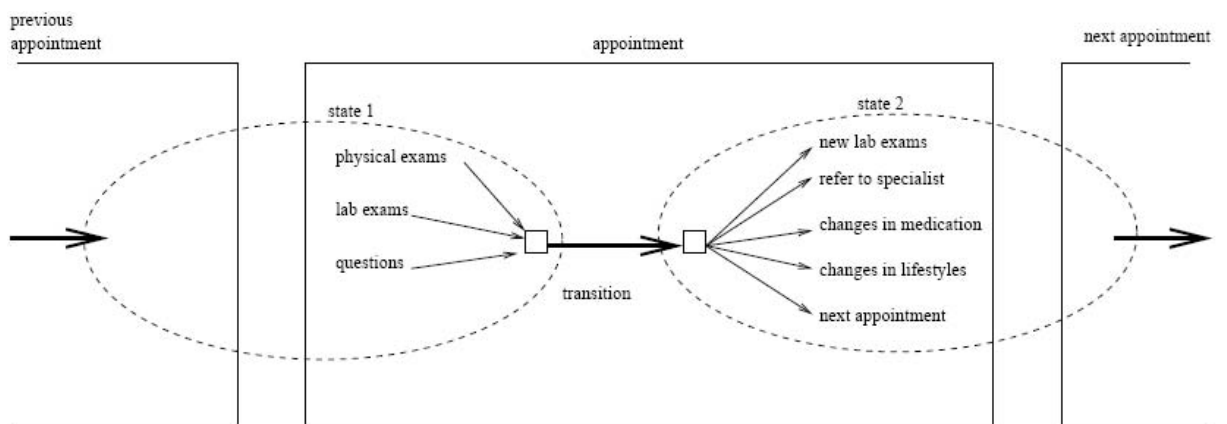 previous
appointment
appointment
next appointment
state 1
state 2
physical exams
lab exams
questions
transition
new lab exams
refer to specialist
changes in medication
changes in lifestyles
next appointment